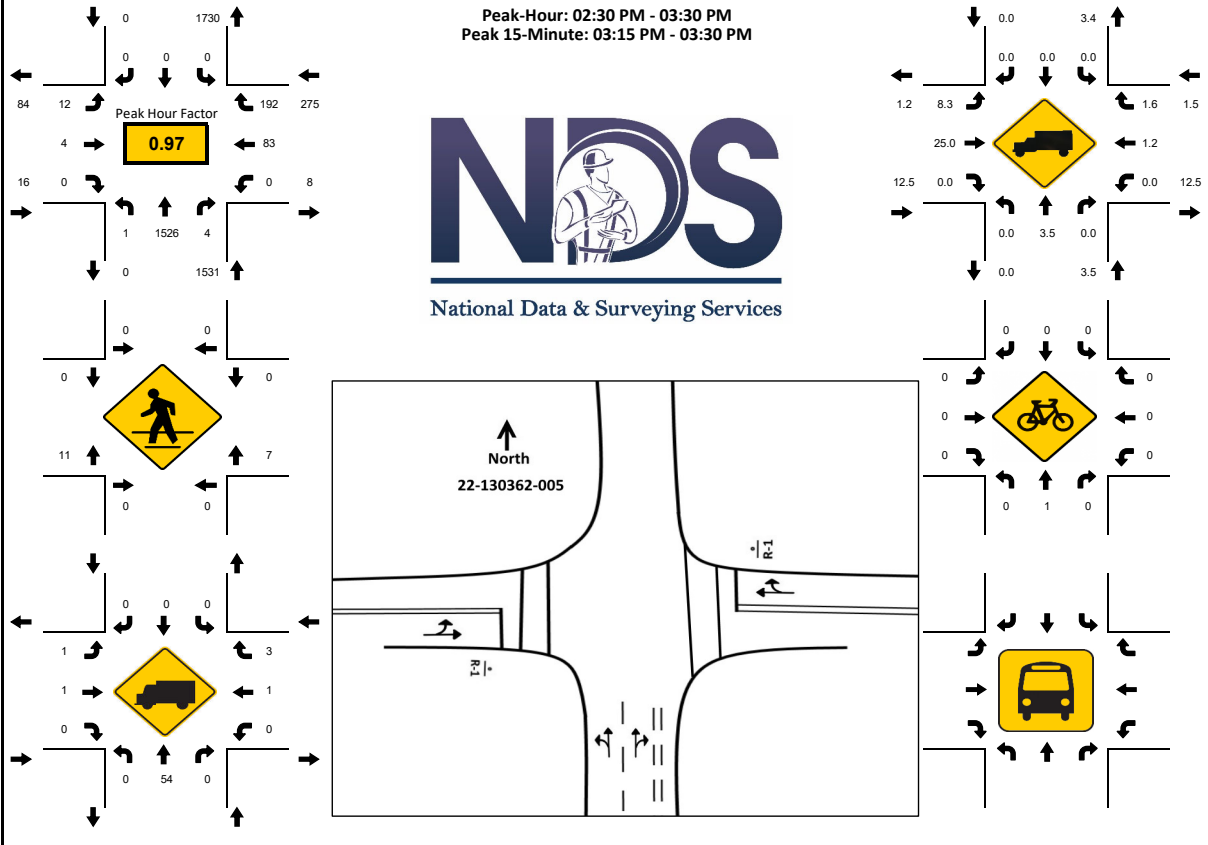 Peak-Hour: 02:30 PM - 03:30 PM
Peak 15-Minute: 03:15 PM - 03:30 PM
0 1730
0 0 0
84 12 192 275
Peak Hour Factor
0.97
4 83
16 0 0 8
1 1526 4
0 1531
0.0 3.4
0.0 0.0 0.0
1.2 8.3 1.6 1.5
25.0 1.2
12.5 0.0 0.0 12.5
0.0 3.5 0.0
0.0 3.5
NDS
National Data & Surveying Services
0 0
0 0
11 7
0 0
0 0 0
0 0
0 0
0 0
0 1 0
North
22-130362-005
R-1
R-1
0 0 0
1 3
1 1
0 0
0 54 0